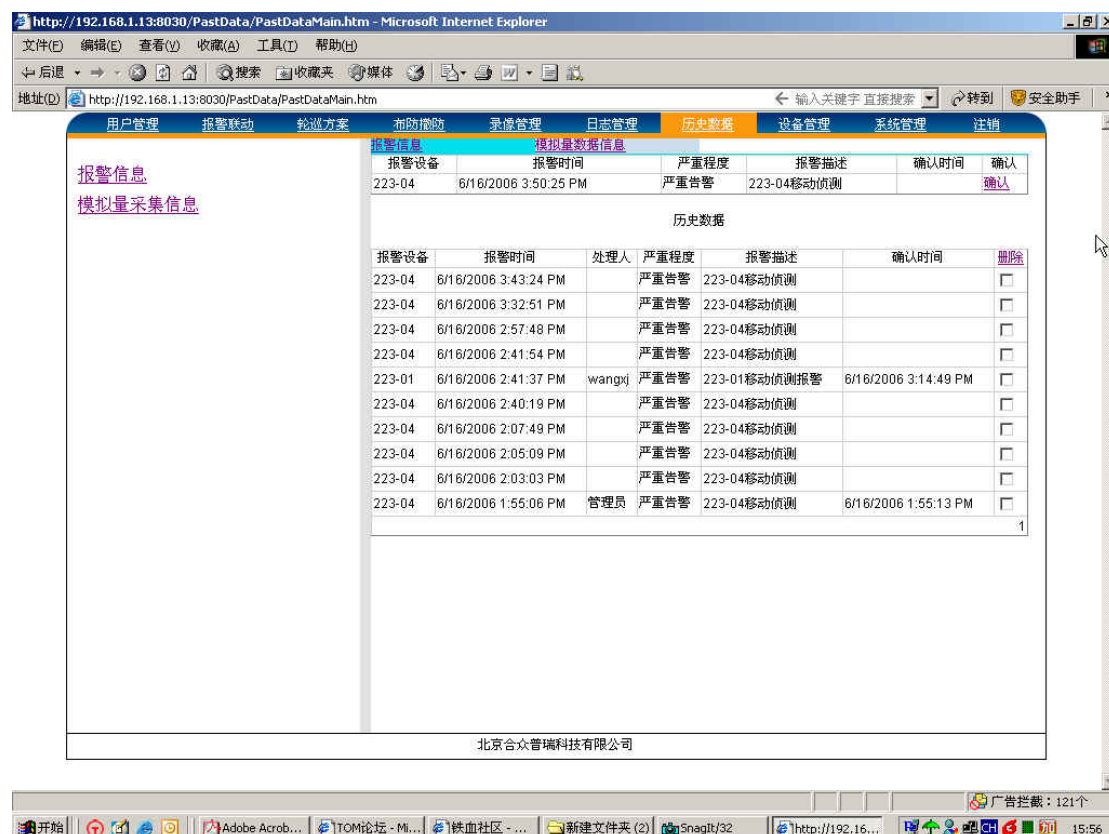 http://192.168.1.13:8030/PastData/PastDataMain.htm - Microsoft Internet Explorer
文件(F) 编辑(E) 查看(V) 收藏(A) 工具(T) 帮助(H)
后退 搜索 收藏夹 媒体
地址(D) http://192.168.1.13:8030/PastData/PastDataMain.htm 输入关键字 直接搜索 转到 安全助手
用户管理 报警联动 轮巡方案 布防撤防 录像管理 日志管理 历史数据 设备管理 系统管理 注销
报警信息 模拟量数据信息
报警设备 报警时间 严重程度 报警描述 确认时间 确认
223-04 6/16/2006 3:50:25 PM 严重告警 223-04移动侦测 确认
报警信息
模拟量采集信息
历史数据
报警设备 报警时间 处理人 严重程度 报警描述 确认时间 删除
223-04 6/16/2006 3:43:24 PM 严重告警 223-04移动侦测
223-04 6/16/2006 3:32:51 PM 严重告警 223-04移动侦测
223-04 6/16/2006 2:57:48 PM 严重告警 223-04移动侦测
223-04 6/16/2006 2:41:54 PM 严重告警 223-04移动侦测
223-01 6/16/2006 2:41:37 PM wangxj 严重告警 223-01移动侦测报警 6/16/2006 3:14:49 PM
223-04 6/16/2006 2:40:19 PM 严重告警 223-04移动侦测
223-04 6/16/2006 2:07:49 PM 严重告警 223-04移动侦测
223-04 6/16/2006 2:05:09 PM 严重告警 223-04移动侦测
223-04 6/16/2006 2:03:03 PM 严重告警 223-04移动侦测
223-04 6/16/2006 1:55:06 PM 管理员 严重告警 223-04移动侦测 6/16/2006 1:55:13 PM
1
北京合众普瑞科技有限公司
广告拦截：121个
开始 Adobe Acrob... TOM论坛 - Mi... 铁血社区 - ... 新建文件夹 (2) SnagIt/32 http://192.16... CH 15:56